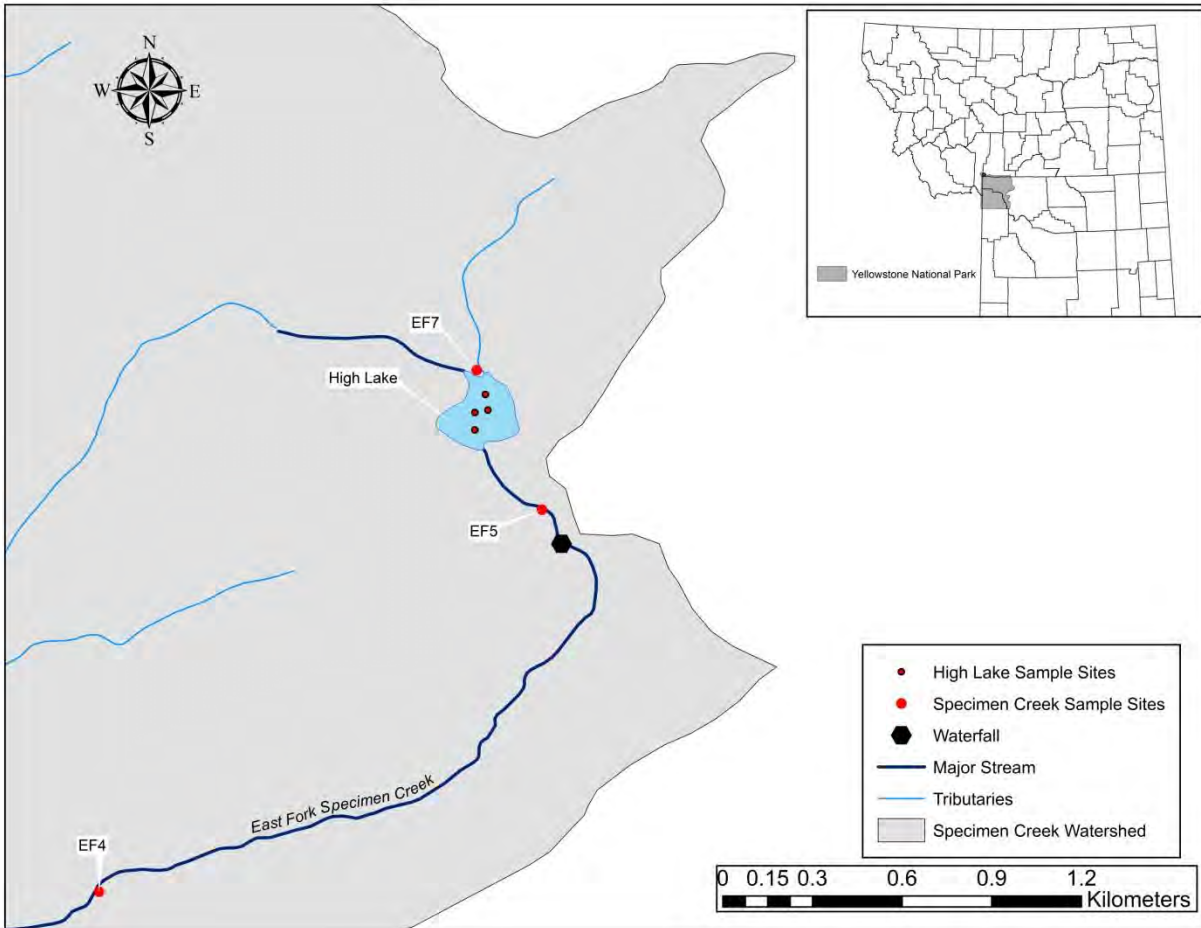 N
W E
S
Yellowstone National Park
EF7
High Lake
EF5
East Fork Specimen Creek
EF4
High Lake Sample Sites
Specimen Creek Sample Sites
Waterfall
Major Stream
Tributaries
Specimen Creek Watershed
0 0.15 0.3 0.6 0.9 1.2
Kilometers